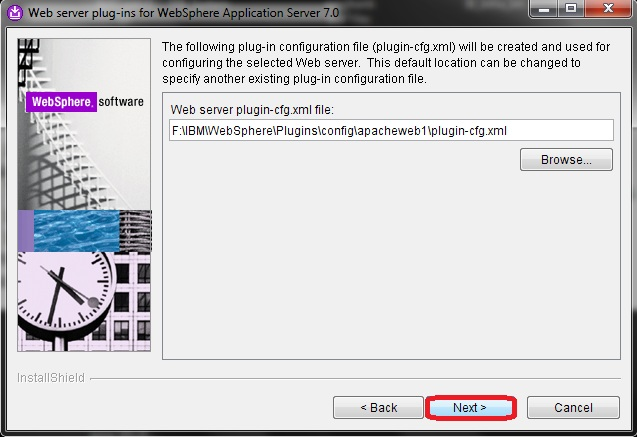 Web server plug-ins for WebSphere Application Server 7.0
The following plug-in configuration file (plugin-cfg.xml) will be created and used for
configuring the selected Web server. This default location can be changed to
specify another existing plug-in configuration file.
WebSphere. software
Web server plugin-cfg.xml file:
F:\IBM\WebSphere\Plugins\config\apacheweb1\plugin-cfg.xml
Browse...
InstallShield
< Back
Next >
Cancel